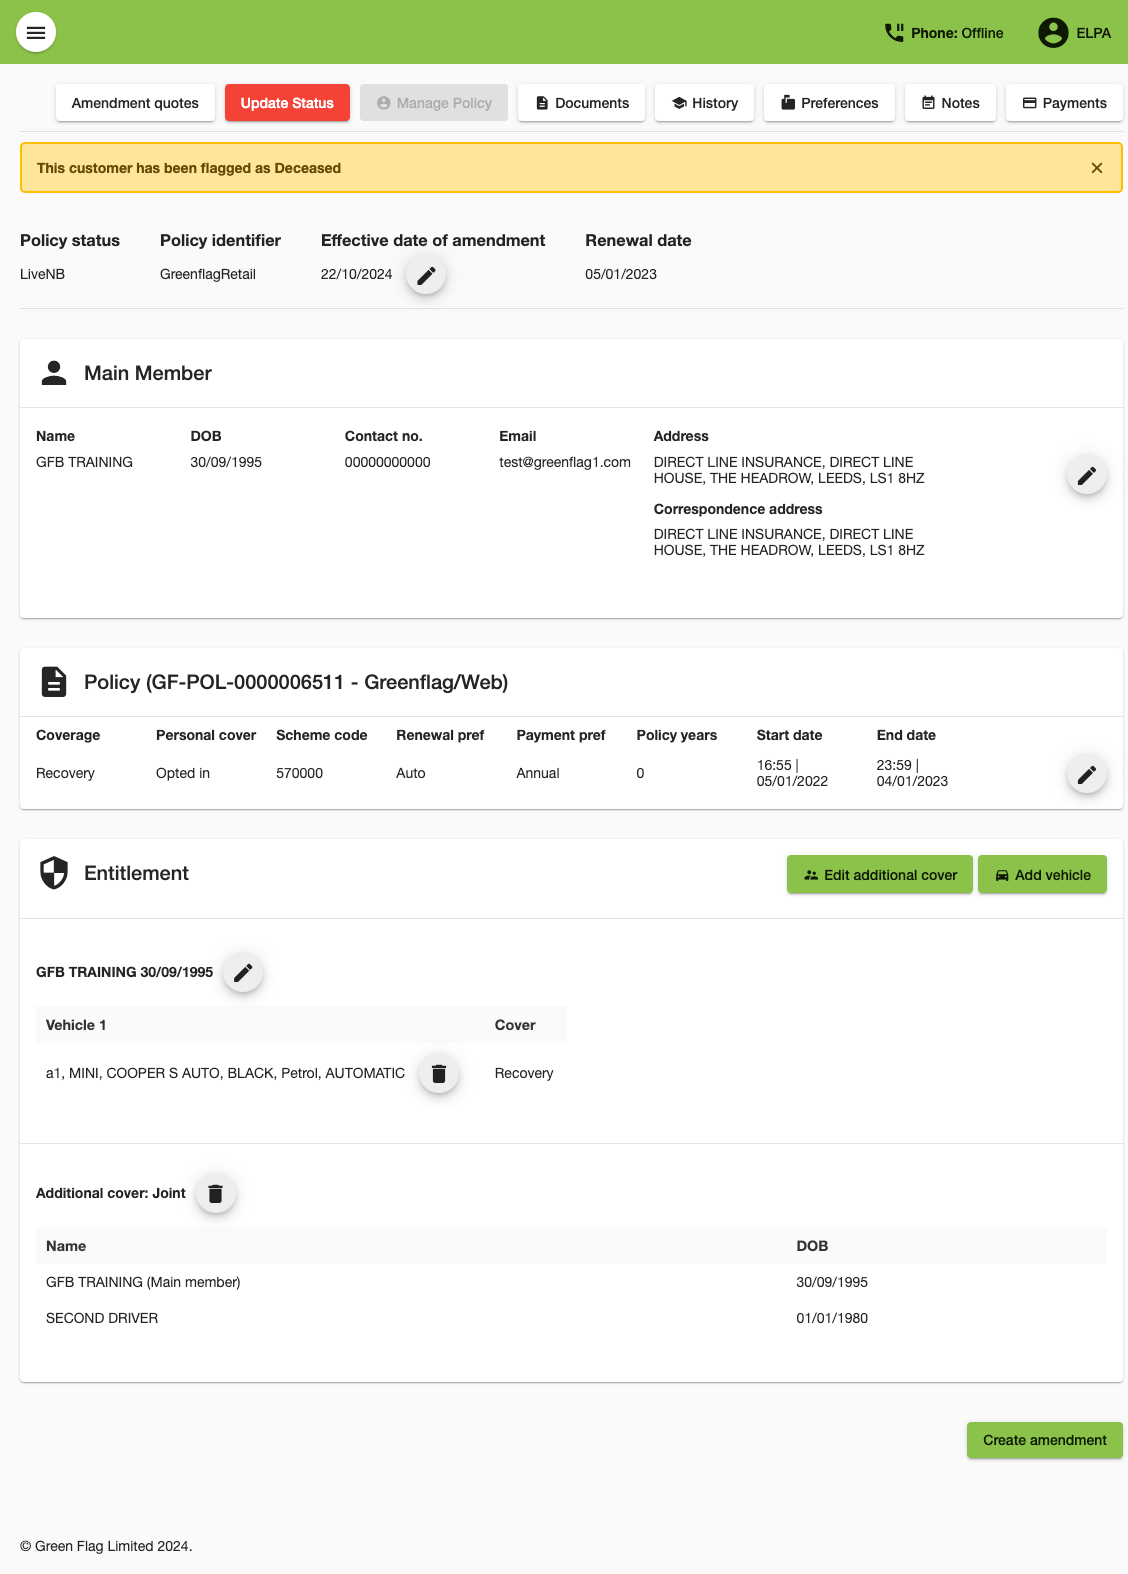 Phone: Offline ELPA
Amendment quotes Update Status Manage Policy Documents History Preferences Notes Payments
This customer has been flagged as Deceased
Policy status Policy identifier Effective date of amendment Renewal date
LiveNB GreenflagRetail 22/10/2024 05/01/2023
Main Member
Name DOB Contact no. Email Address
GFB TRAINING 30/09/1995 00000000000 test@greenflag1.com DIRECT LINE INSURANCE, DIRECT LINE
HOUSE, THE HEADROW, LEEDS, LS1 8HZ
Correspondence address
DIRECT LINE INSURANCE, DIRECT LINE
HOUSE, THE HEADROW, LEEDS, LS1 8HZ
Policy (GF-POL-0000006511 - Greenflag/Web)
Coverage Personal cover Scheme code Renewal pref Payment pref Policy years Start date End date
Recovery Opted in 570000 Auto Annual 0 16:55 | 23:59 |
05/01/2022 04/01/2023
Entitlement Edit additional cover Add vehicle
GFB TRAINING 30/09/1995
Vehicle 1 Cover
a1, MINI, COOPER S AUTO, BLACK, Petrol, AUTOMATIC Recovery
Additional cover: Joint
Name DOB
GFB TRAINING (Main member) 30/09/1995
SECOND DRIVER 01/01/1980
Create amendment
© Green Flag Limited 2024.